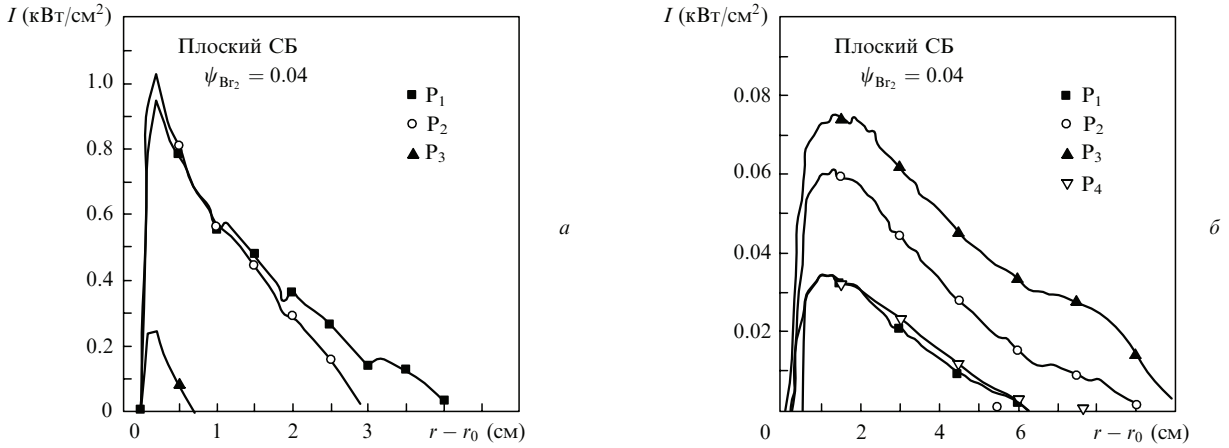 I (кВт/см²)
Плоский СБ
ψBr₂ = 0.04
P₁
P₂
P₃
1.0
0.8
0.6
0.4
0.2
0
0 1 2 3 r − r₀ (см)
а
I (кВт/см²)
Плоский СБ
ψBr₂ = 0.04
P₁
P₂
P₃
P₄
0.08
0.06
0.04
0.02
0 2 4 6 r − r₀ (см)
б